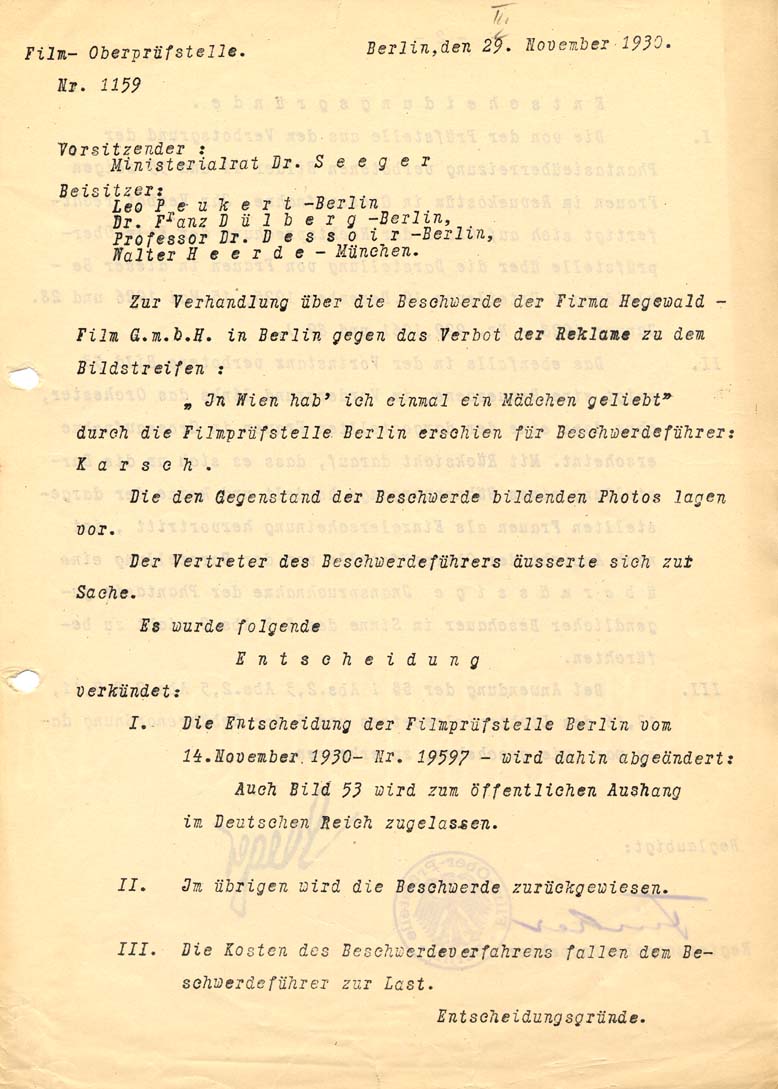 Film- Oberprüfstelle.
Berlin, den 29. November 1930.
Nr. 1159
Vorsitzender :
Ministerialrat Dr. S e e g e r
Beisitzer:
Leo P e u k e r t -Berlin
Dr. Franz D ü l b e r g -Berlin,
Professor Dr. D e s s o i r -Berlin,
Walter H e e r d e - München.
Zur Verhandlung über die Beschwerde der Firma Hegewald -
Film G.m.b.H. in Berlin gegen das Verbot der Reklame zu dem
Bildstreifen :
„ In Wien hab' ich einmal ein Mädchen geliebt"
durch die Filmprüfstelle Berlin erschien für Beschwerdeführer:
K a r s c h .
Die den Gegenstand der Beschwerde bildenden Photos lagen
vor.
Der Vertreter des Beschwerdeführers äusserte sich zut
Sache.
Es wurde folgende
E n t s c h e i d u n g
verkündet:
I. Die Entscheidung der Filmprüfstelle Berlin vom
14.November.1930- Nr. 19597 - wird dahin abgeändert:
Auch Bild 53 wird zum öffentlichen Aushang
im Deutschen Reich zugelassen.
II. Im übrigen wird die Beschwerde zurückgewiesen.
III. Die Kosten des Beschwerdeverfahrens fallen dem Be-
schwerdeführer zur Last.
Entscheidungsgründe.